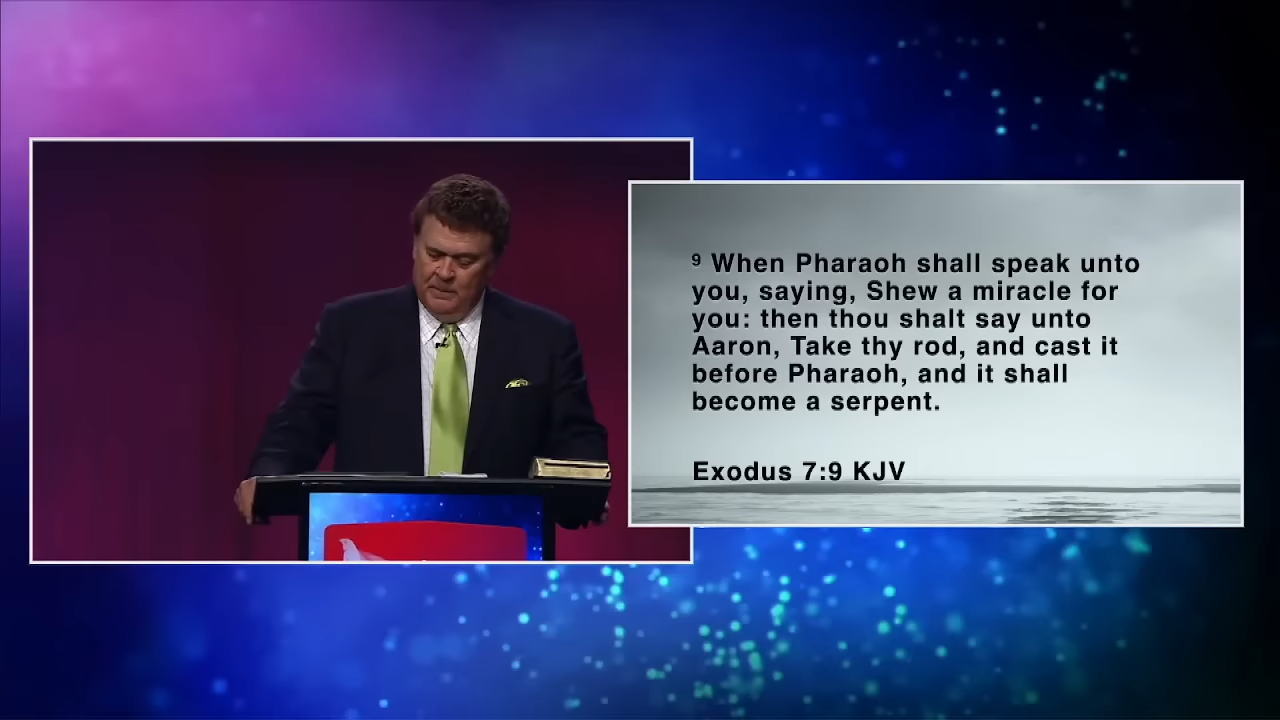 9 When Pharaoh shall speak unto
you, saying, Shew a miracle for
you: then thou shalt say unto
Aaron, Take thy rod, and cast it
before Pharaoh, and it shall
become a serpent.
Exodus 7:9 KJV